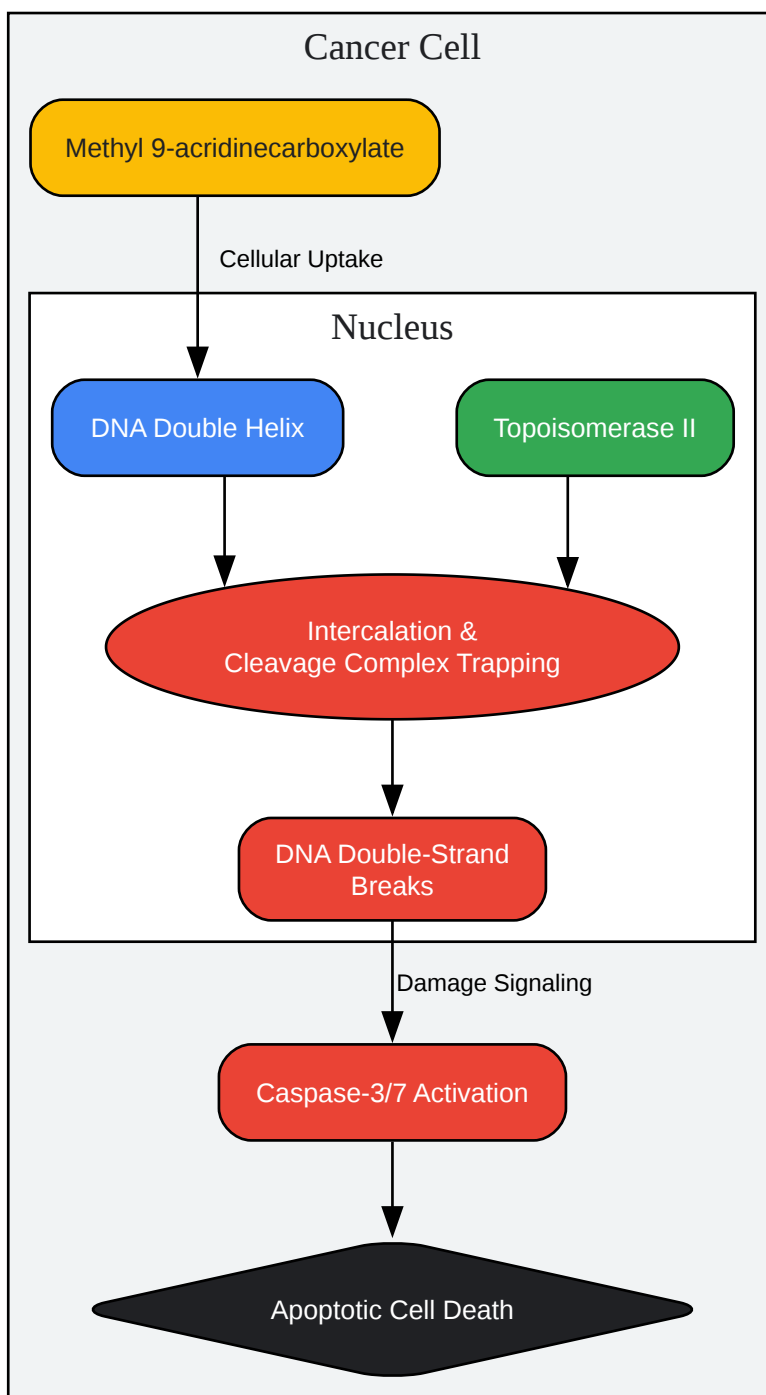 Cancer Cell
Methyl 9-acridinecarboxylate
Cellular Uptake
Nucleus
DNA Double Helix
Topoisomerase II
Intercalation &
Cleavage Complex Trapping
DNA Double-Strand
Breaks
Damage Signaling
Caspase-3/7 Activation
Apoptotic Cell Death